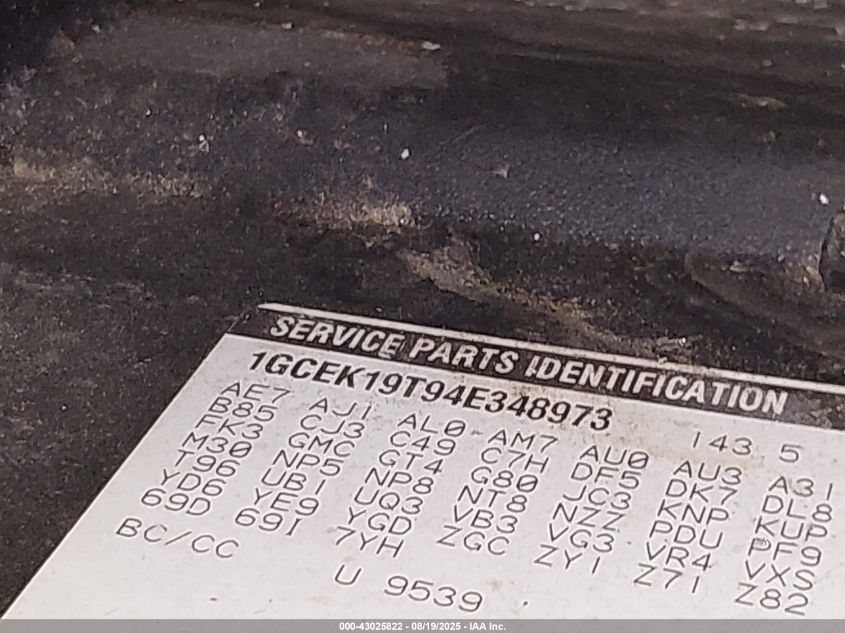 SERVICE PARTS IDENTIFICATION
1GCEK19T94E348973 143 5
AE7 AJ1 AL0 AM7 AU0 AU3 A31
B85 CJ3 C49 C7H DF5 DK7 DL8
FK3 GMC GT4 G80 JC3 KNP KUP
M30 NP5 NP8 NT8 NZZ PDU PF9
T96 UB1 UQ3 VB3 VG3 VR4 VXS
YD6 YE9 YGD ZGC ZY1 Z71 Z82
69D 69I 7YH
BC/CC U 9539
000-43025822 - 08/19/2025 - IAA Inc.